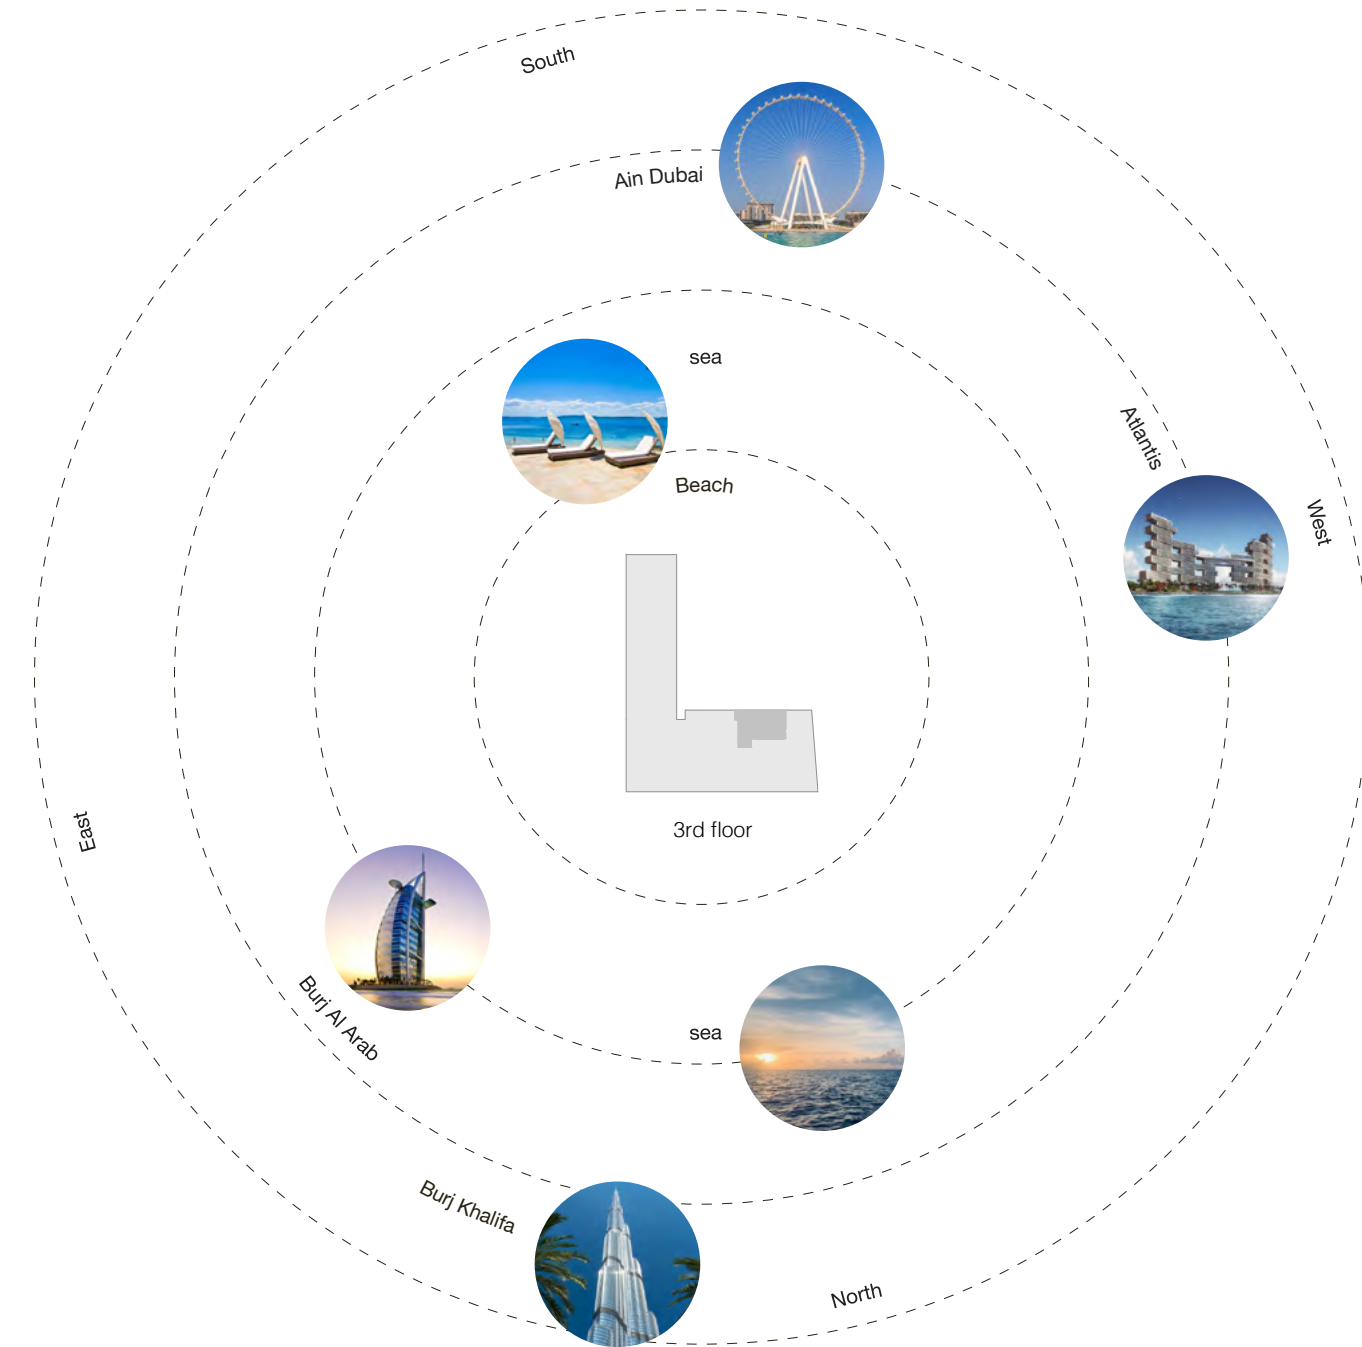 South
Ain Dubai
sea
Beach
Atlantis
West
3rd floor
East
Burj Al Arab
sea
Burj Khalifa
North